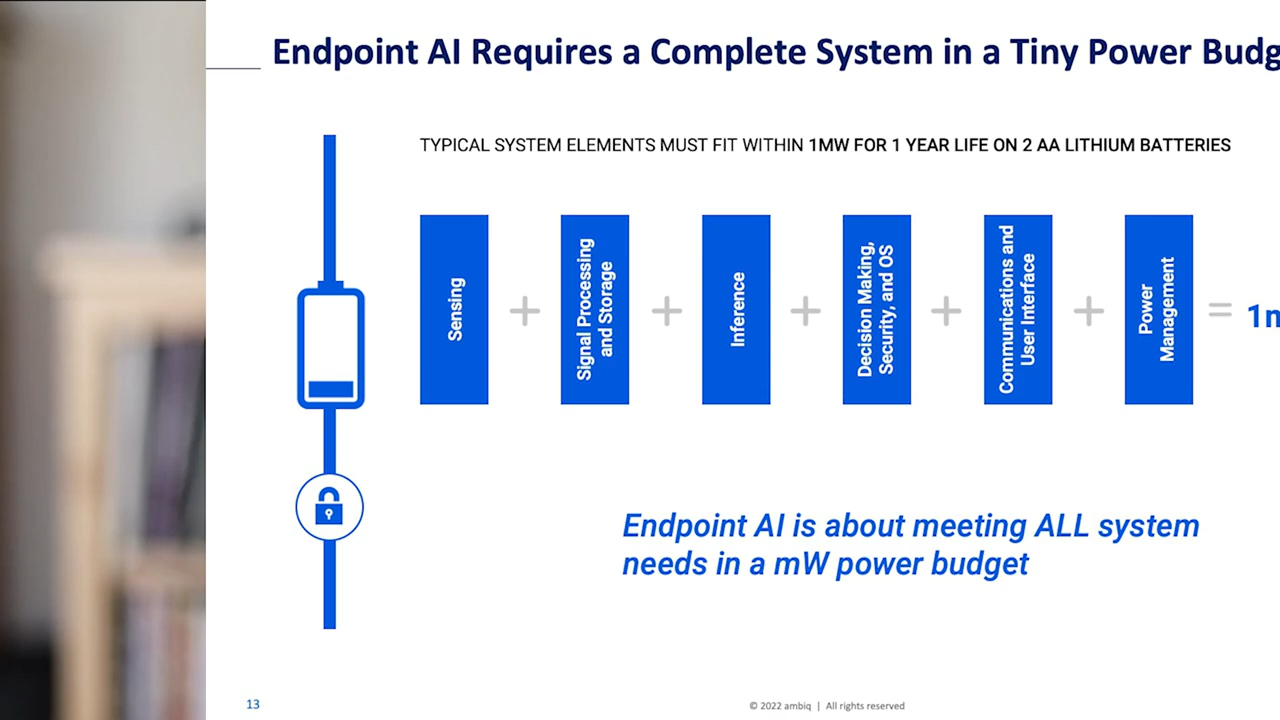 Endpoint AI Requires a Complete System in a Tiny Power Budg
TYPICAL SYSTEM ELEMENTS MUST FIT WITHIN 1MW FOR 1 YEAR LIFE ON 2 AA LITHIUM BATTERIES
Sensing
+
Signal Processing
and Storage
+
Inference
+
Decision Making,
Security, and OS
+
Communications and
User Interface
+
Power
Management
=
1m
Endpoint AI is about meeting ALL system
needs in a mW power budget
13
© 2022 ambiq | All rights reserved